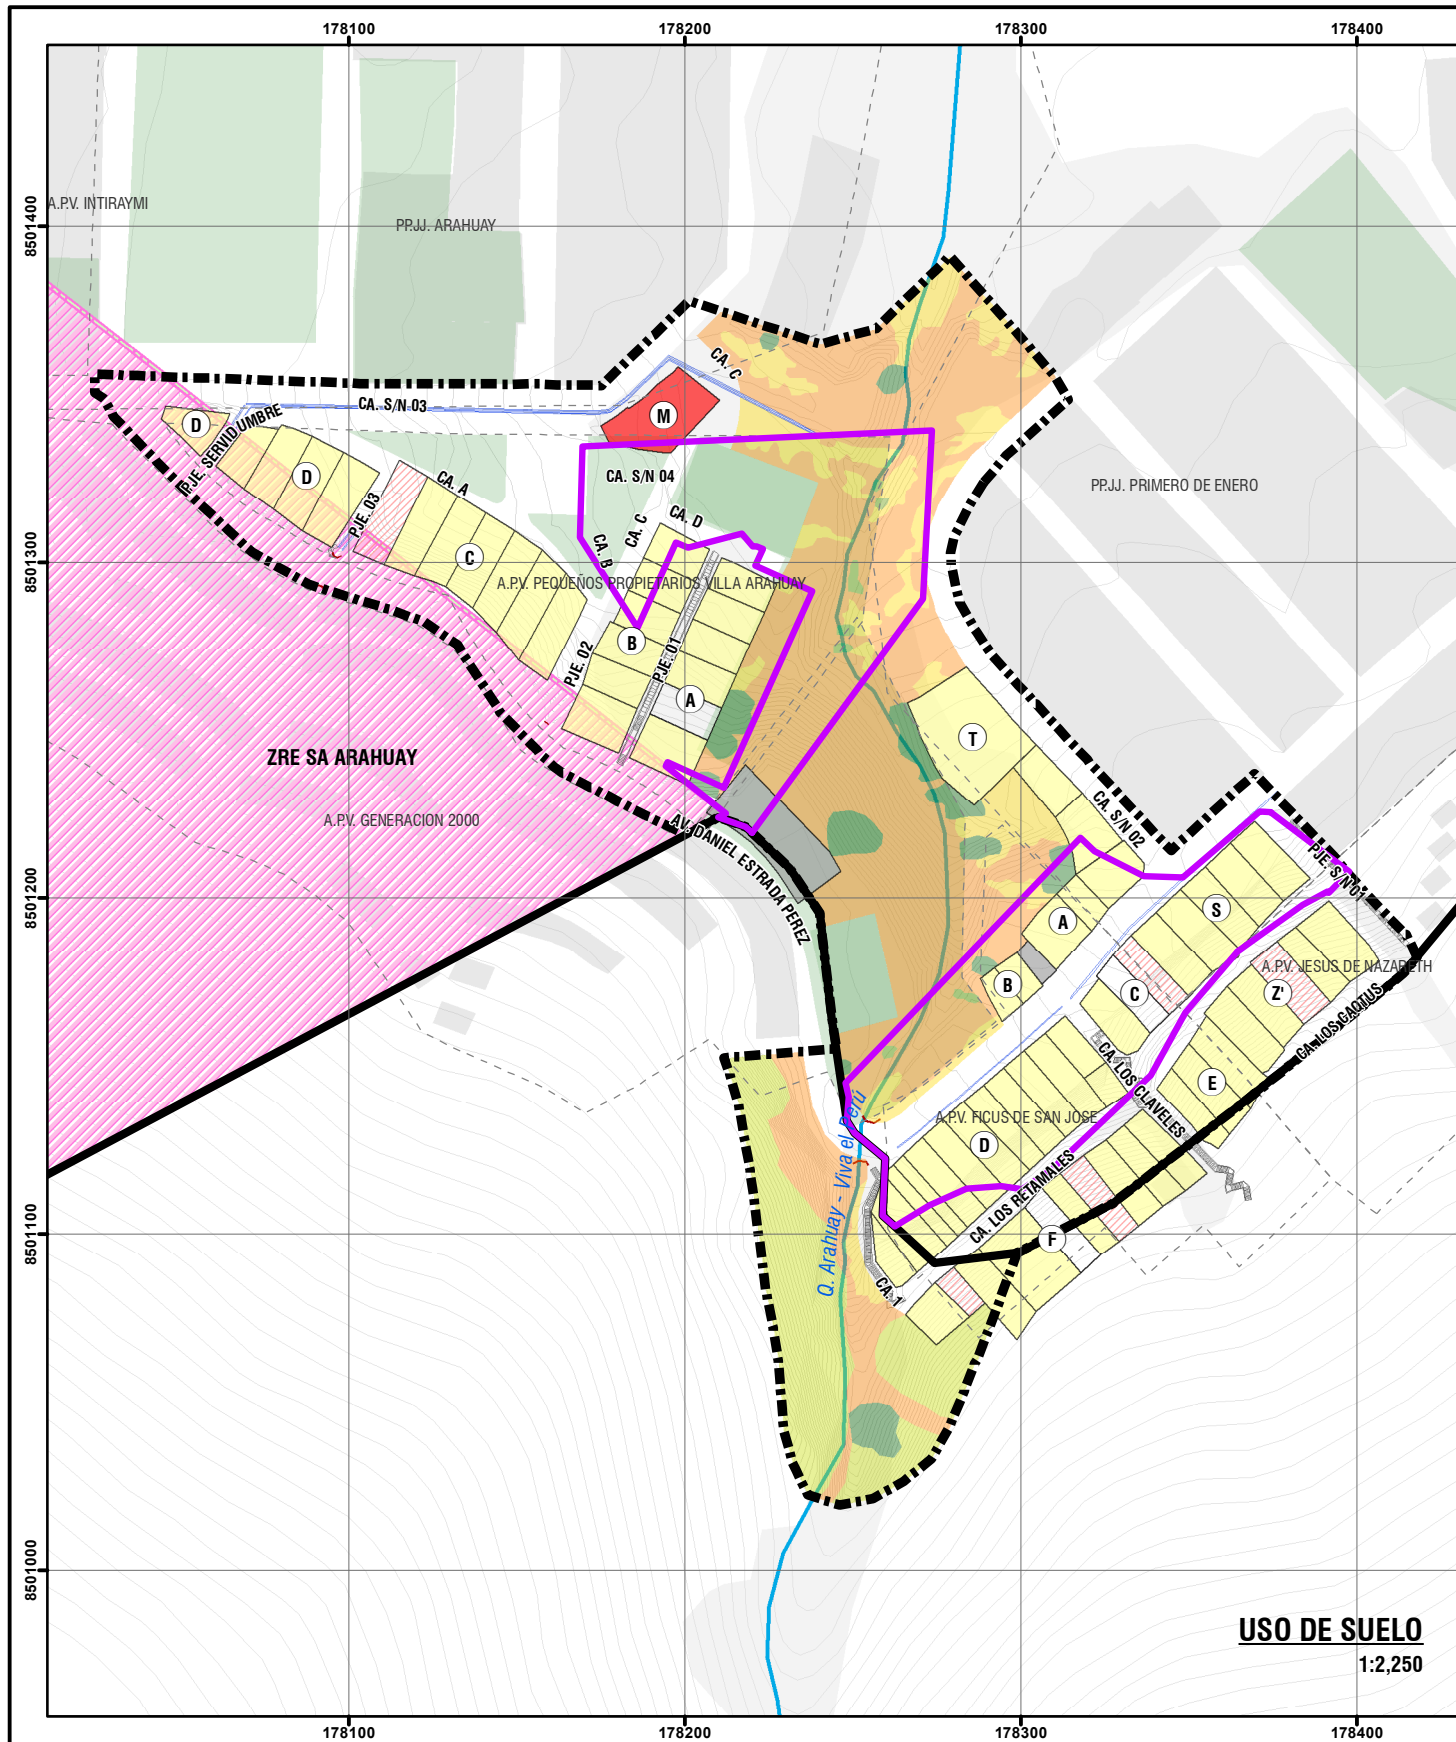 178100
178200
178300
178400
8501400
A.P.V. INTIRAYMI
PP.JJ. ARAHUAY
CA. C
CA. S/N 03
M
D
PJE. SERVIDUMBRE
D
CA. A
CA. S/N 04
PP.JJ. PRIMERO DE ENERO
PJE. 03
CA. D
CA. C
8501300
C
CA. B
A.P.V. PEQUEÑOS PROPIETARIOS VILLA ARAHUAY
B
PJE. 02
PJE. 01
A
T
ZRE SA ARAHUAY
A.P.V. GENERACION 2000
CA. S/N 02
AV. DANIEL ESTRADA PEREZ
PJE. S/N 01
8501200
S
A
A.P.V. JESUS DE NAZARETH
B
C
Z'
CA. LOS CACTUS
CA. LOS CLAVELES
E
A.P.V. FICUS DE SAN JOSE
D
Q. Arahuay - Viva el Perú
CA. LOS RETAMALES
8501100
F
CA. 1
8501000
USO DE SUELO
1:2,250
178100
178200
178300
178400